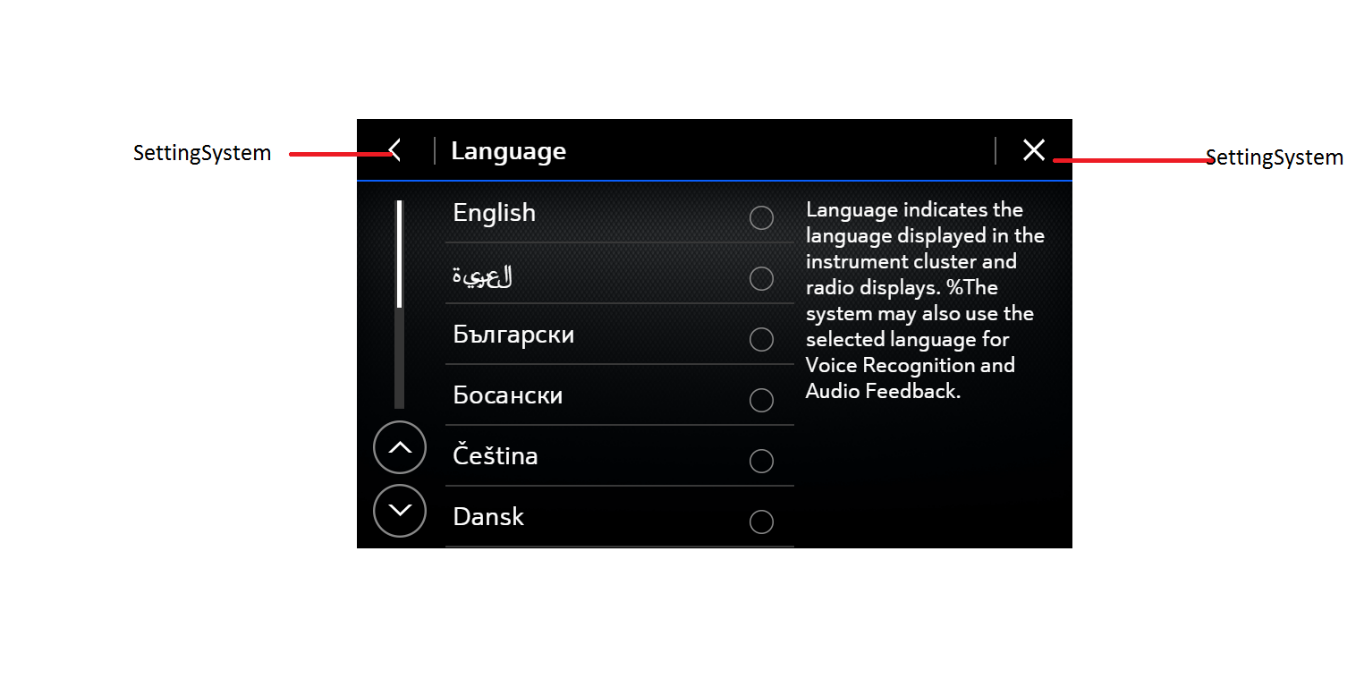 SettingSystem
Language
SettingSystem
English
العربية
Български
Босански
Čeština
Dansk
Language indicates the
language displayed in the
instrument cluster and
radio displays. %The
system may also use the
selected language for
Voice Recognition and
Audio Feedback.